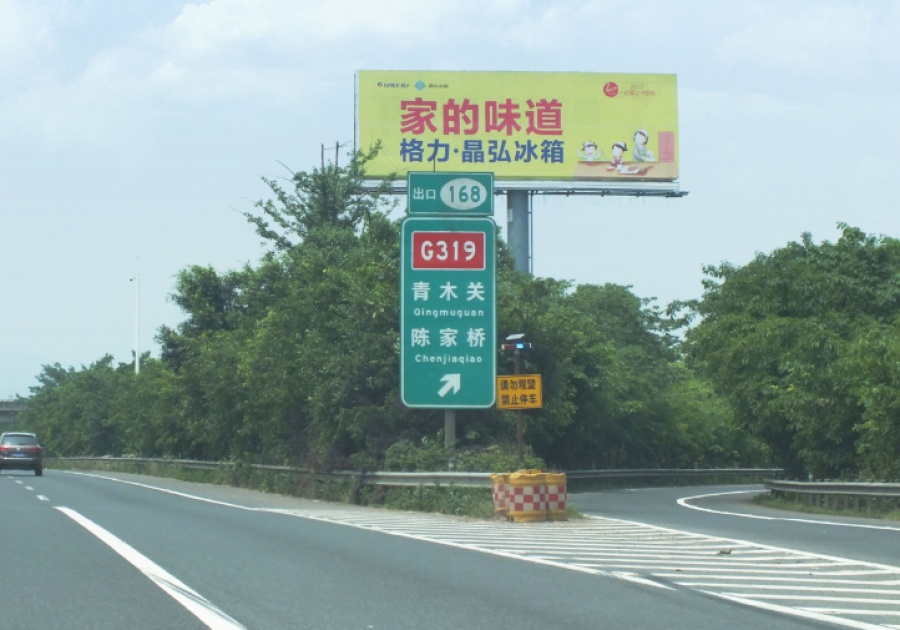 家的味道
格力·晶弘冰箱
出口 168
G319
青木关
Qingmuguan
陈家桥
Chenjiaqiao
请勿观望
禁止停车